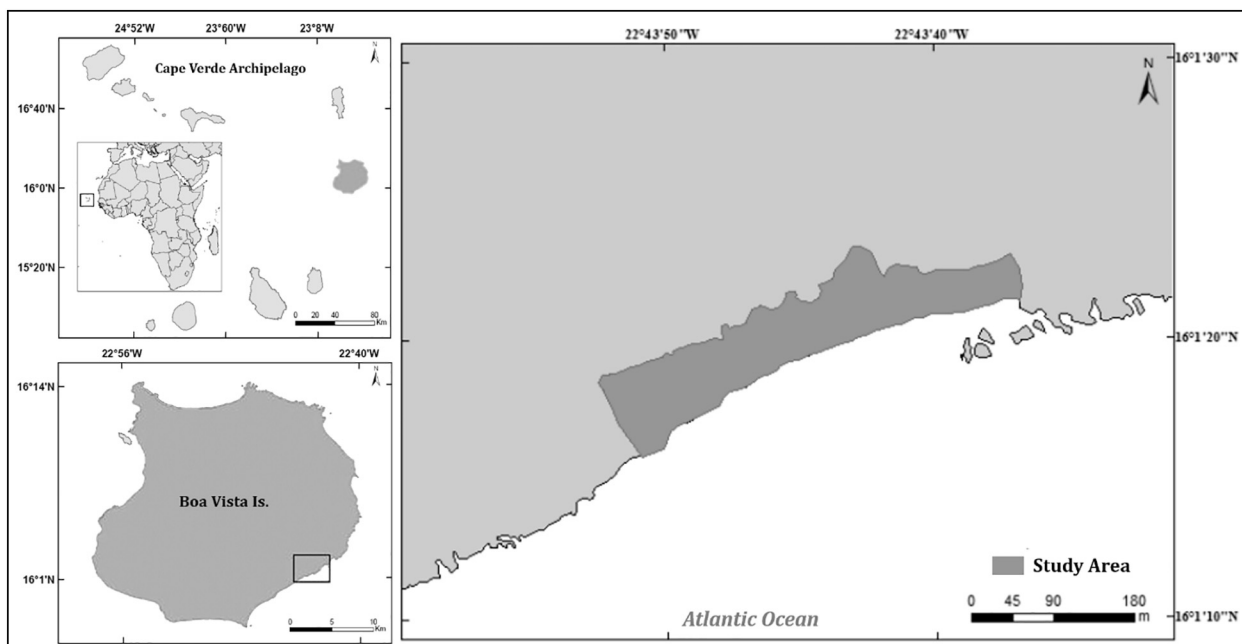 24°52'W 23°60'W 23°8'W
Cape Verde Archipelago
N
16°40'N
16°0'N
15°20'N
0 20 40 80
Km
22°56'W 22°40'W
N
16°14'N
Boa Vista Is.
16°1'N
0 5 10
Km
22°43'50"W 22°43'40"W
16°1'30"N
N
16°1'20"N
Study Area
0 45 90 180
m
Atlantic Ocean
16°1'10"N